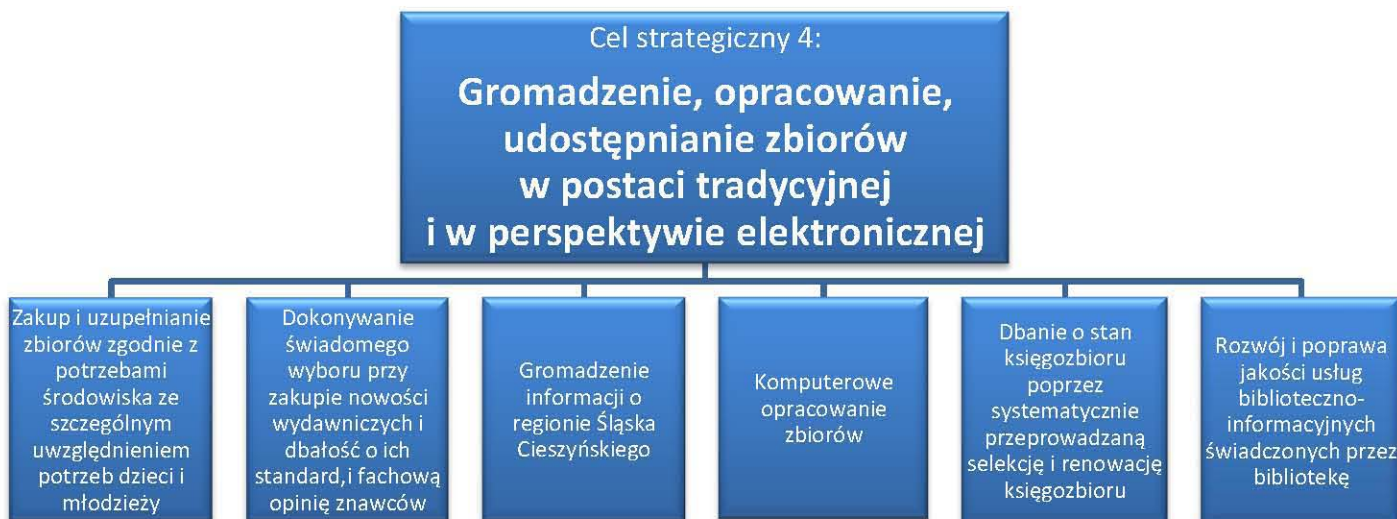 Cel strategiczny 4:
Gromadzenie, opracowanie,
udostępnianie zbiorów
w postaci tradycyjnej
i w perspektywie elektronicznej
Zakup i uzupełnianie
zbiorów zgodnie z
potrzebami
środowiska ze
szczególnym
uwzględnieniem
potrzeb dzieci i
młodzieży
Dokonywanie
świadomego
wyboru przy
zakupie nowości
wydawniczych i
dbałość o ich
standard,i fachową
opinię znawców
Gromadzenie
informacji o
regionie Śląska
Cieszyńskiego
Komputerowe
opracowanie
zbiorów
Dbanie o stan
księgozbioru
poprzez
systematycznie
przeprowadzaną
selekcję i renowację
księgozbioru
Rozwój i poprawa
jakości usług
biblioteczno-
informacyjnych
świadczonych przez
bibliotekę